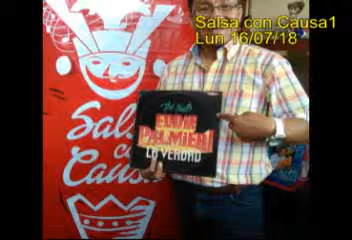 Salsa con Causa1
Lun 16/07/18
EDDIE
PALMIERI
LA VERDAD
Salsa
con
Causa